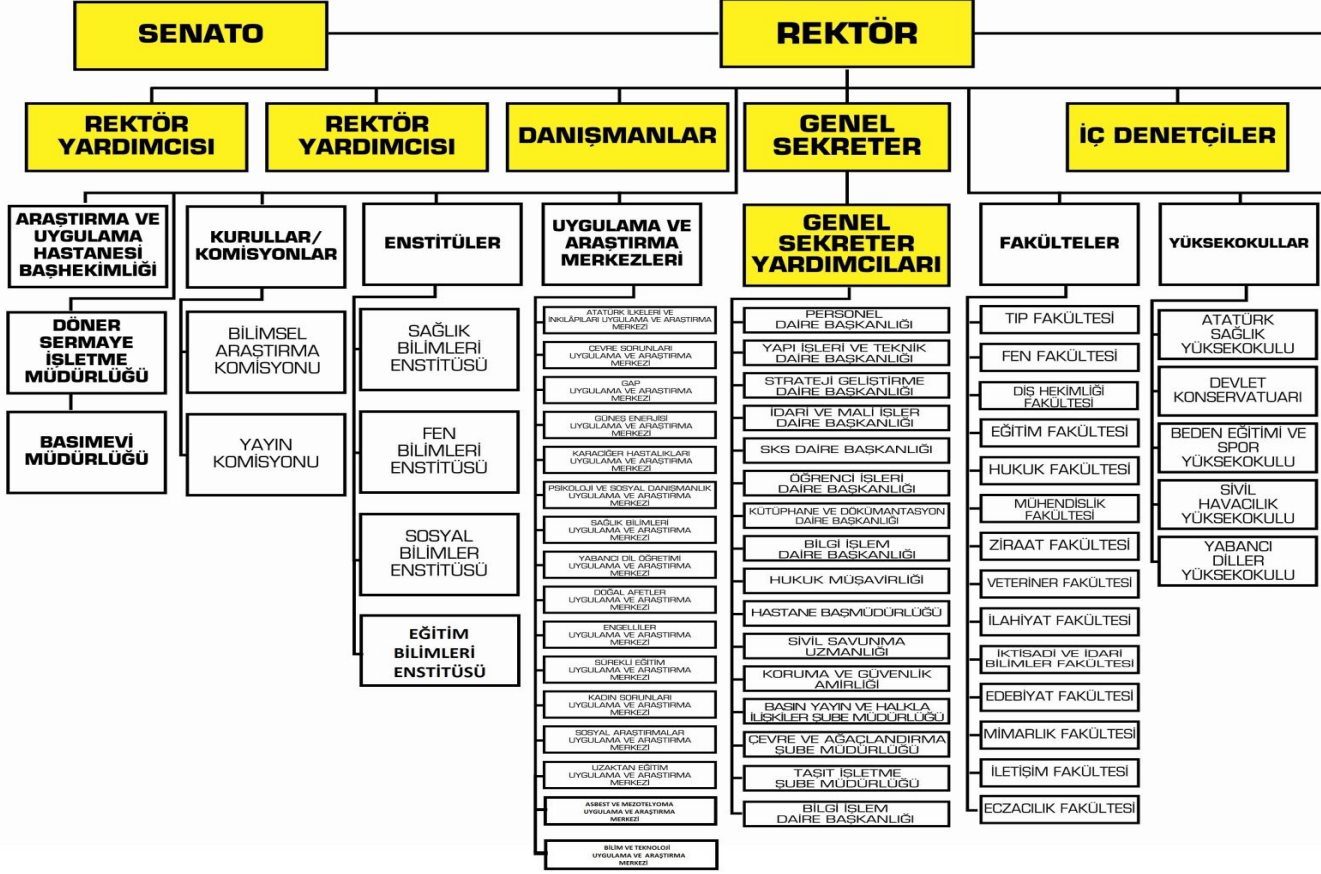 SENATO
REKTÖR
REKTÖR
YARDIMCISI
REKTÖR
YARDIMCISI
DANIŞMANLAR
GENEL
SEKRETER
İÇ DENETÇİLER
ARAŞTIRMA VE
UYGULAMA
HASTANESİ
BAŞHEKİMLİĞİ
DÖNER
SERMAYE
İŞLETME
MÜDÜRLÜĞÜ
BASIMEVİ
MÜDÜRLÜĞÜ
KURULLAR/
KOMİSYONLAR
BİLİMSEL
ARAŞTIRMA
KOMİSYONU
YAYIN
KOMİSYONU
ENSTİTÜLER
SAĞLIK
BİLİMLERİ
ENSTİTÜSÜ
FEN
BİLİMLERİ
ENSTİTÜSÜ
SOSYAL
BİLİMLER
ENSTİTÜSÜ
EĞİTİM
BİLİMLERİ
ENSTİTÜSÜ
UYGULAMA VE
ARAŞTIRMA
MERKEZLERİ
ATATÜRK İLKELERİ VE
İNKILÂPLARI UYGULAMA VE ARAŞTIRMA
MERKEZİ
ÇEVRE SORUNLARI
UYGULAMA VE ARAŞTIRMA
MERKEZİ
GAP
UYGULAMA VE ARAŞTIRMA
MERKEZİ
GÜNEŞ ENERJİSİ
UYGULAMA VE ARAŞTIRMA
MERKEZİ
KARACİĞER HASTALIKLARI
UYGULAMA VE ARAŞTIRMA
MERKEZİ
PSİKOLOJİ VE SOSYAL DANIŞMANLIK
UYGULAMA VE ARAŞTIRMA
MERKEZİ
SAĞLIK BİLİMLERİ
UYGULAMA VE ARAŞTIRMA
MERKEZİ
YABANCI DİL ÖĞRETİMİ
UYGULAMA VE ARAŞTIRMA
MERKEZİ
DOĞAL AFETLER
UYGULAMA VE ARAŞTIRMA
MERKEZİ
ENGELLİLER
UYGULAMA VE ARAŞTIRMA
MERKEZİ
SÜREKLİ EĞİTİM
UYGULAMA VE ARAŞTIRMA
MERKEZİ
KADIN SORUNLARI
UYGULAMA VE ARAŞTIRMA
MERKEZİ
SOSYAL ARAŞTIRMALAR
UYGULAMA VE ARAŞTIRMA
MERKEZİ
UZAKTAN EĞİTİM
UYGULAMA VE ARAŞTIRMA
MERKEZİ
ASBEST VE MEZOTELYOMA
UYGULAMA VE ARAŞTIRMA
MERKEZİ
BİLİM VE TEKNOLOJİ
UYGULAMA VE ARAŞTIRMA
MERKEZİ
GENEL
SEKRETER
YARDIMCILARI
PERSONEL
DAİRE BAŞKANLIĞI
YAPI İŞLERİ VE TEKNİK
DAİRE BAŞKANLIĞI
STRATEJİ GELİŞTİRME
DAİRE BAŞKANLIĞI
İDARİ VE MALİ İŞLER
DAİRE BAŞKANLIĞI
SKS DAİRE BAŞKANLIĞI
ÖĞRENCİ İŞLERİ
DAİRE BAŞKANLIĞI
KÜTÜPHANE VE DÖKÜMANTASYON
DAİRE BAŞKANLIĞI
BİLGİ İŞLEM
DAİRE BAŞKANLIĞI
HUKUK MÜŞAVİRLİĞİ
HASTANE BAŞMÜDÜRLÜĞÜ
SİVİL SAVUNMA
UZMANLIĞI
KORUMA VE GÜVENLİK
AMİRLİĞİ
BASIN YAYIN VE HALKLA
İLİŞKİLER ŞUBE MÜDÜRLÜĞÜ
ÇEVRE VE AĞAÇLANDIRMA
ŞUBE MÜDÜRLÜĞÜ
TAŞIT İŞLETME
ŞUBE MÜDÜRLÜĞÜ
BİLGİ İŞLEM
DAİRE BAŞKANLIĞI
FAKÜLTELER
TIP FAKÜLTESİ
FEN FAKÜLTESİ
DİŞ HEKİMLİĞİ
FAKÜLTESİ
EĞİTİM FAKÜLTESİ
HUKUK FAKÜLTESİ
MÜHENDİSLİK
FAKÜLTESİ
ZİRAAT FAKÜLTESİ
VETERİNER FAKÜLTESİ
İLAHİYAT FAKÜLTESİ
İKTİSADİ VE İDARİ
BİLİMLER FAKÜLTESİ
EDEBİYAT FAKÜLTESİ
MİMARLIK FAKÜLTESİ
İLETİŞİM FAKÜLTESİ
ECZACILIK FAKÜLTESİ
YÜKSEKOKULLAR
ATATÜRK
SAĞLIK
YÜKSEKOKULU
DEVLET
KONSERVATUARI
BEDEN EĞİTİMİ VE
SPOR
YÜKSEKOKULU
SİVİL
HAVACILIK
YÜKSEKOKULU
YABANCI
DİLLER
YÜKSEKOKULU